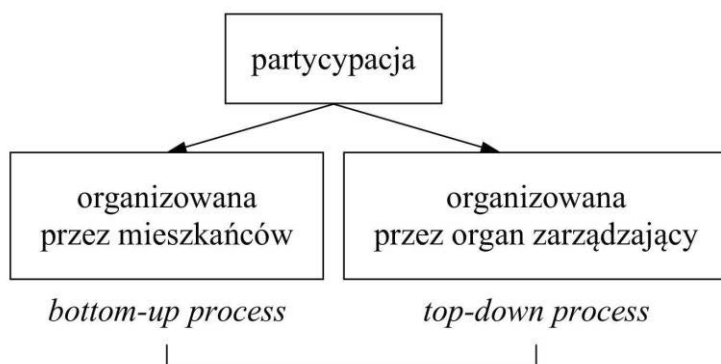 partycypacja
organizowana
przez mieszkańców
organizowana
przez organ zarządzający
bottom-up process
top-down process